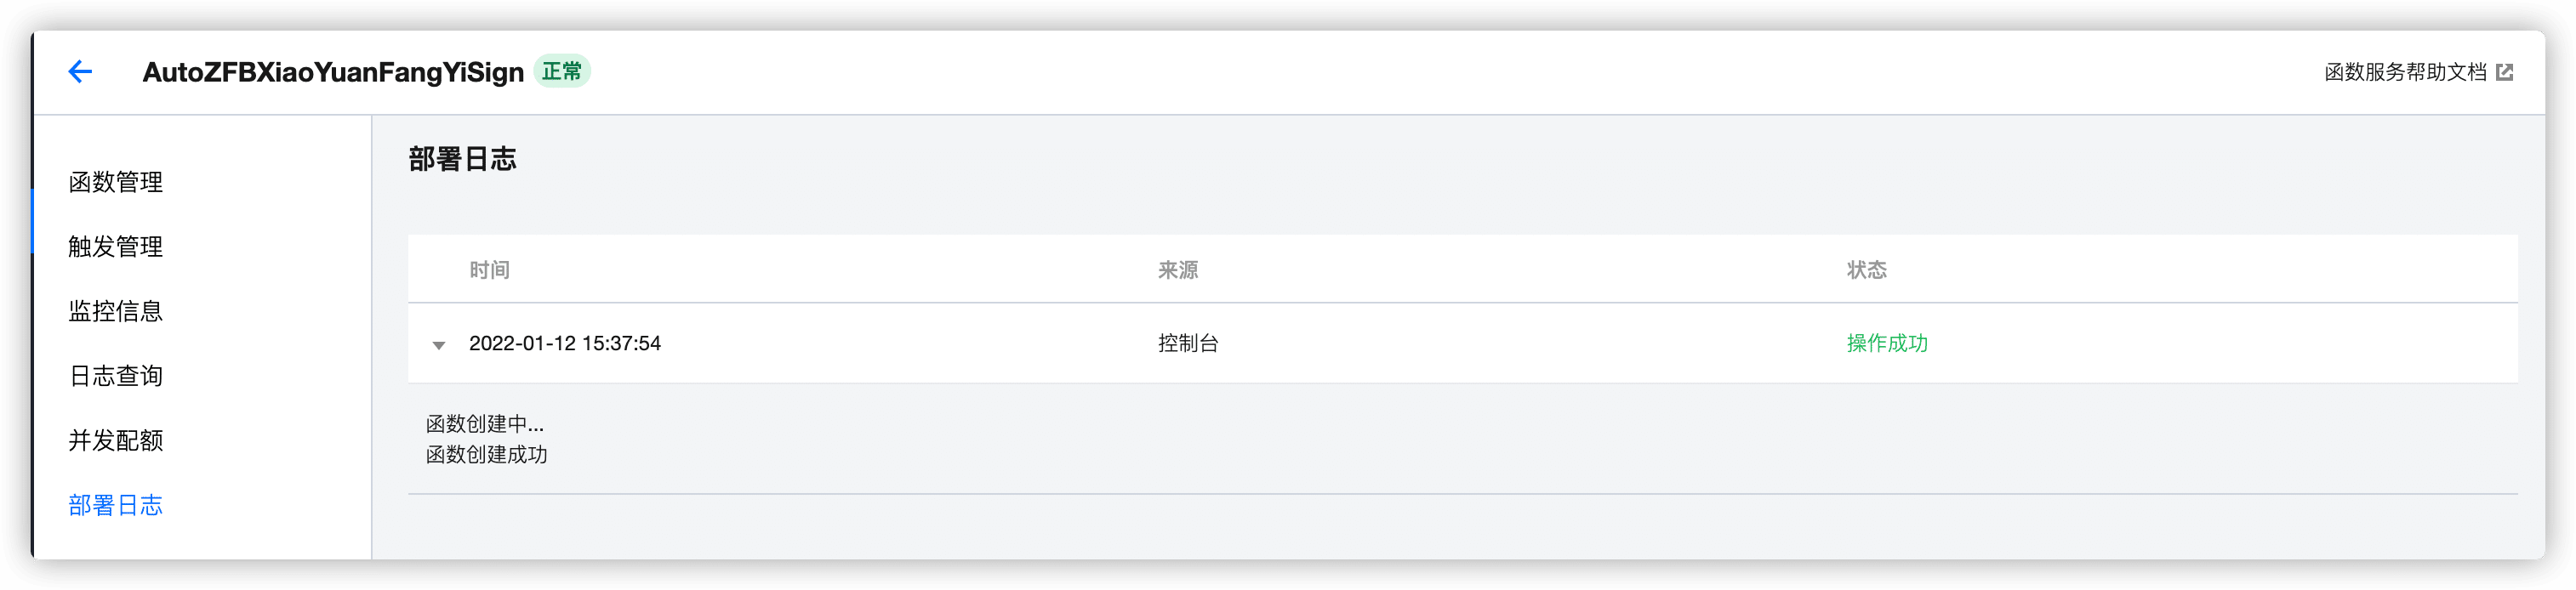 AutoZFBXiaoYuanFangYiSign 正常 函数服务帮助文档
函数管理
触发管理
监控信息
日志查询
并发配额
部署日志
部署日志
时间 来源 状态
2022-01-12 15:37:54 控制台 操作成功
函数创建中...
函数创建成功